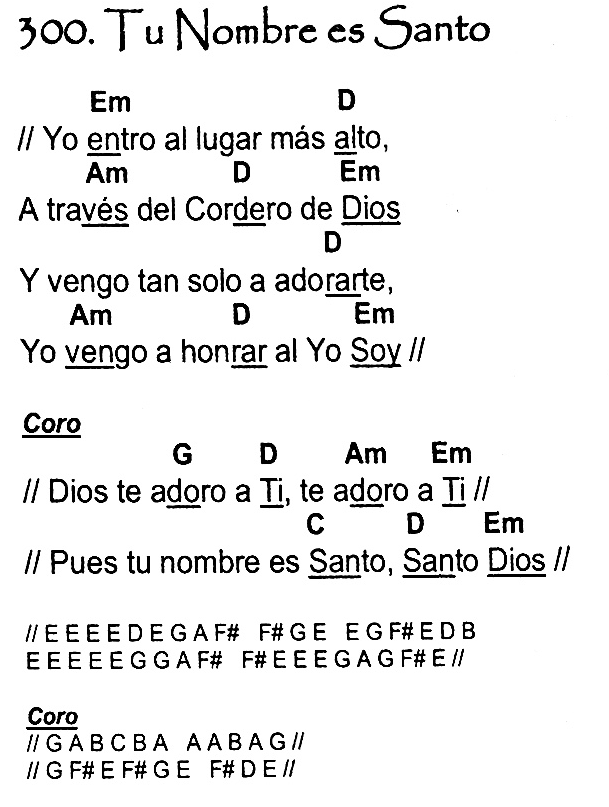 300. Tu Nombre es Santo
Em D
// Yo entro al lugar más alto,
Am D Em
A través del Cordero de Dios
D
Y vengo tan solo a adorarte,
Am D Em
Yo vengo a honrar al Yo Soy //
Coro
G D Am Em
// Dios te adoro a Ti, te adoro a Ti //
C D Em
// Pues tu nombre es Santo, Santo Dios //
// E E E E D E G A F# F# G E E G F# E D B
E E E E E G G A F# F# E E E G A G F# E //
Coro
// G A B C B A A A B A G //
// G F# E F# G E F# D E //